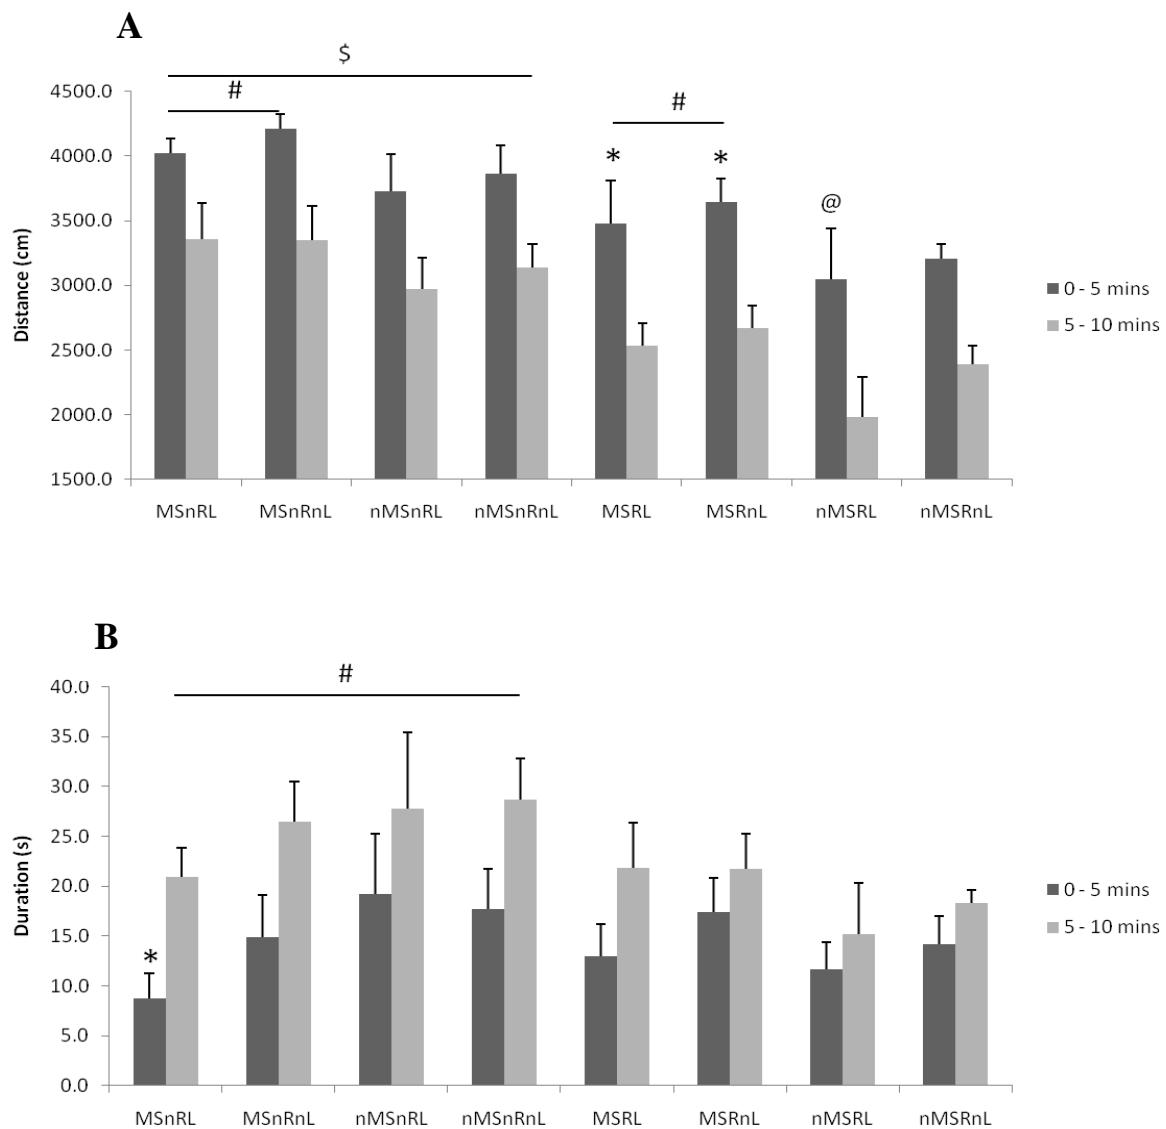 A
$
# #
* * @
4500.0
4000.0
3500.0
3000.0
2500.0
2000.0
1500.0
Distance (cm)
MSnRL MSnRnL nMSnRL nMSnRnL MSRL MSRnL nMSRL nMSRnL
0 - 5 mins
5 - 10 mins
B
#
*
40.0
35.0
30.0
25.0
20.0
15.0
10.0
5.0
0.0
Duration (s)
MSnRL MSnRnL nMSnRL nMSnRnL MSRL MSRnL nMSRL nMSRnL
0 - 5 mins
5 - 10 mins